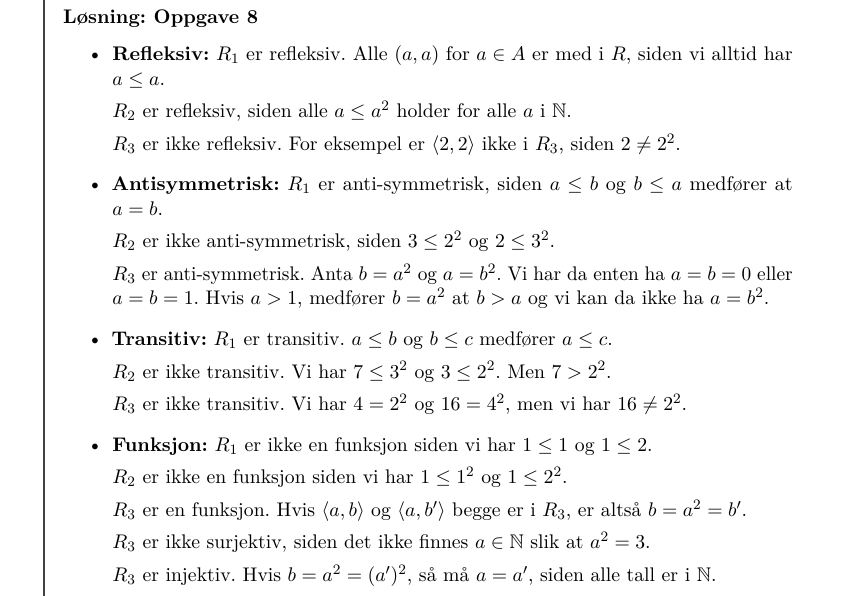 Løsning: Oppgave 8
• Refleksiv: R₁ er refleksiv. Alle (a, a) for a ∈ A er med i R, siden vi alltid har
a ≤ a.
R₂ er refleksiv, siden alle a ≤ a² holder for alle a i ℕ.
R₃ er ikke refleksiv. For eksempel er ⟨2, 2⟩ ikke i R₃, siden 2 ≠ 2².
• Antisymmetrisk: R₁ er anti-symmetrisk, siden a ≤ b og b ≤ a medfører at
a = b.
R₂ er ikke anti-symmetrisk, siden 3 ≤ 2² og 2 ≤ 3².
R₃ er anti-symmetrisk. Anta b = a² og a = b². Vi har da enten ha a = b = 0 eller
a = b = 1. Hvis a > 1, medfører b = a² at b > a og vi kan da ikke ha a = b².
• Transitiv: R₁ er transitiv. a ≤ b og b ≤ c medfører a ≤ c.
R₂ er ikke transitiv. Vi har 7 ≤ 3² og 3 ≤ 2². Men 7 > 2².
R₃ er ikke transitiv. Vi har 4 = 2² og 16 = 4², men vi har 16 ≠ 2².
• Funksjon: R₁ er ikke en funksjon siden vi har 1 ≤ 1 og 1 ≤ 2.
R₂ er ikke en funksjon siden vi har 1 ≤ 1² og 1 ≤ 2².
R₃ er en funksjon. Hvis ⟨a, b⟩ og ⟨a, b′⟩ begge er i R₃, er altså b = a² = b′.
R₃ er ikke surjektiv, siden det ikke finnes a ∈ ℕ slik at a² = 3.
R₃ er injektiv. Hvis b = a² = (a′)², så må a = a′, siden alle tall er i ℕ.